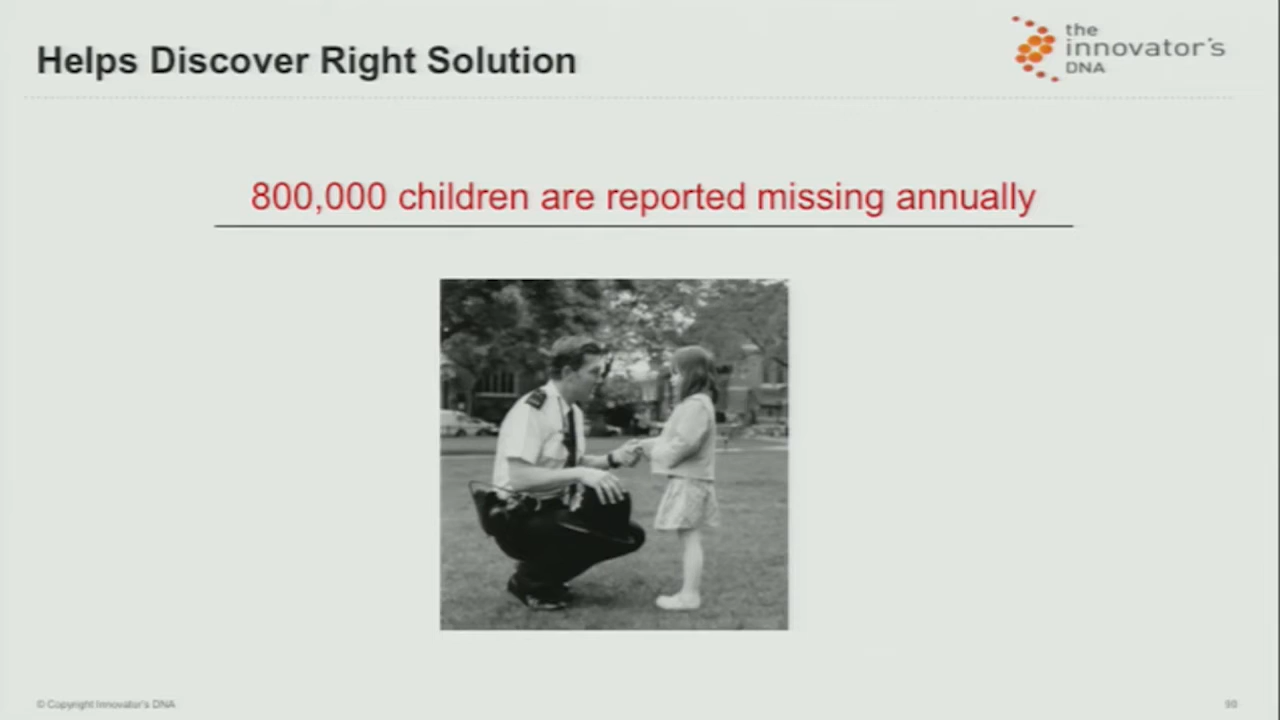 Helps Discover Right Solution
the
innovator's
DNA
800,000 children are reported missing annually
© Copyright Innovator's DNA